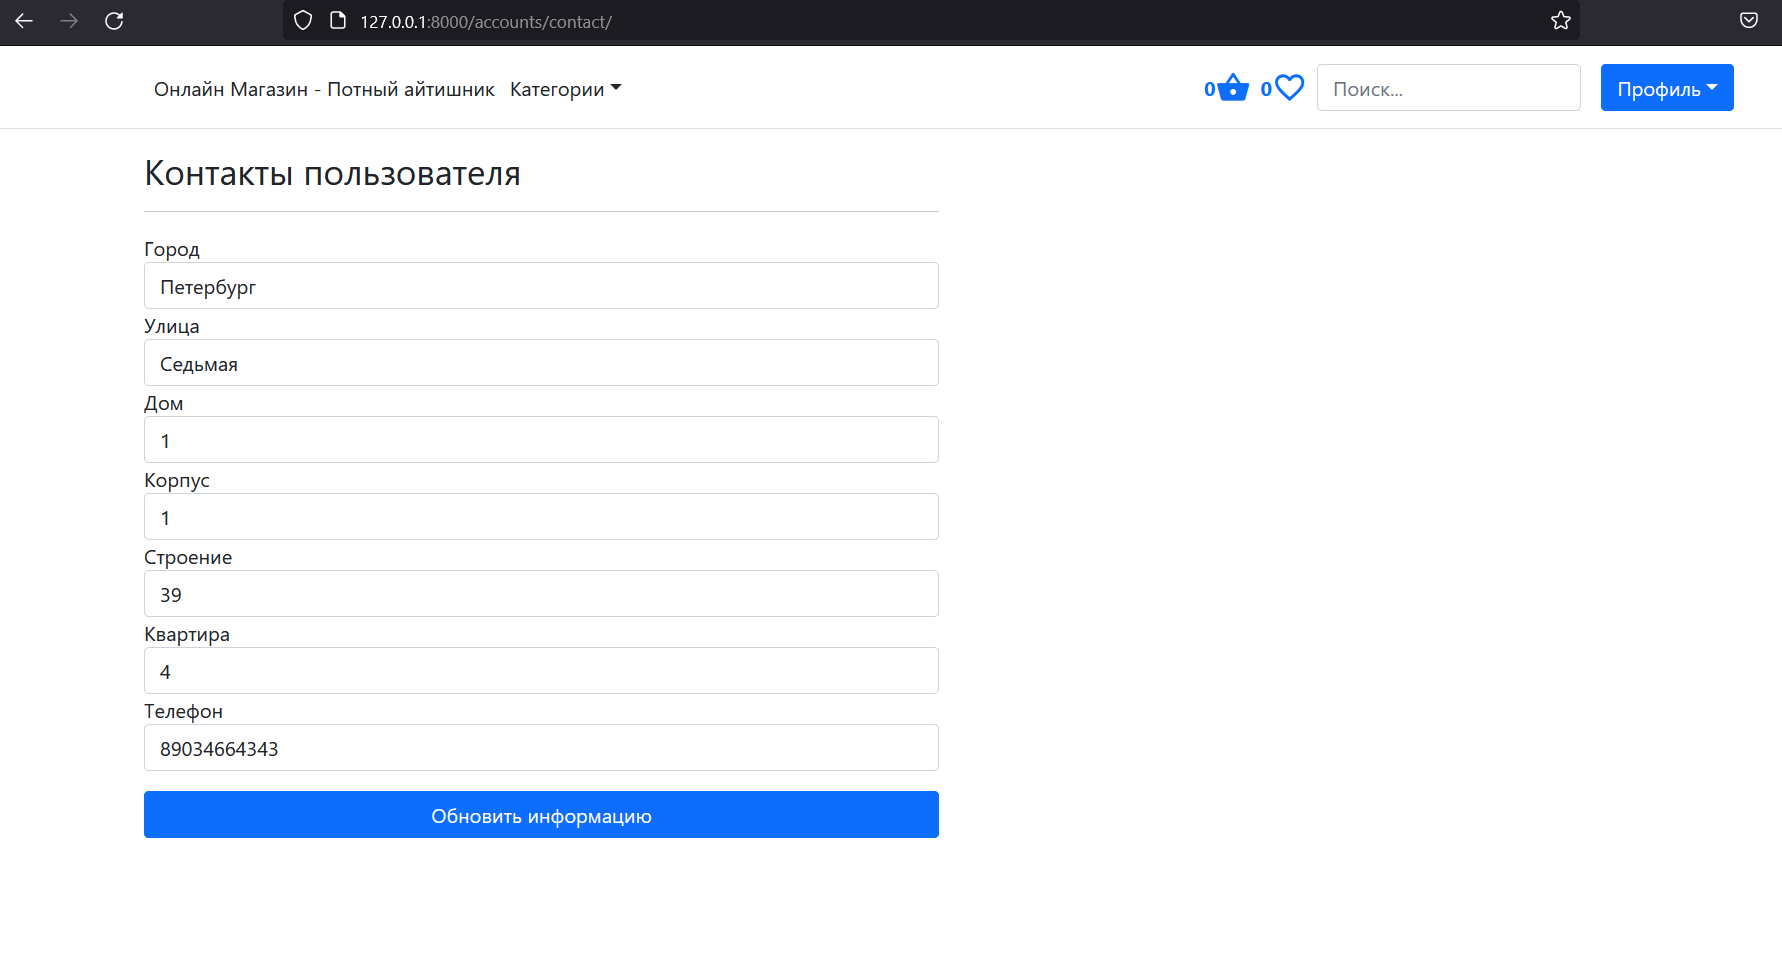 127.0.0.1:8000/accounts/contact/
Онлайн Магазин - Потный айтишник Категории 0 0 Поиск... Профиль
Контакты пользователя
Город
Петербург
Улица
Седьмая
Дом
1
Корпус
1
Строение
39
Квартира
4
Телефон
89034664343
Обновить информацию